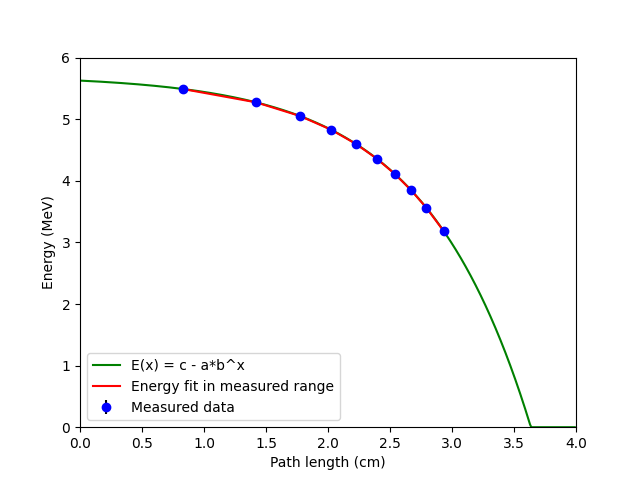 6
5
4
3
2
1
0
Energy (MeV)
E(x) = c - a*b^x
Energy fit in measured range
Measured data
0.0 0.5 1.0 1.5 2.0 2.5 3.0 3.5 4.0
Path length (cm)